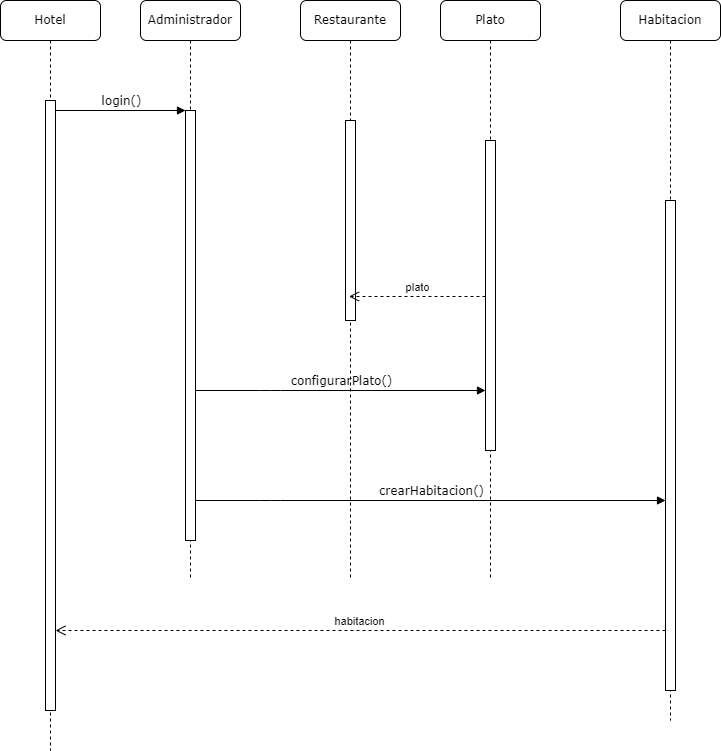 Hotel
Administrador
Restaurante
Plato
Habitacion
login()
plato
configurarPlato()
crearHabitacion()
habitacion